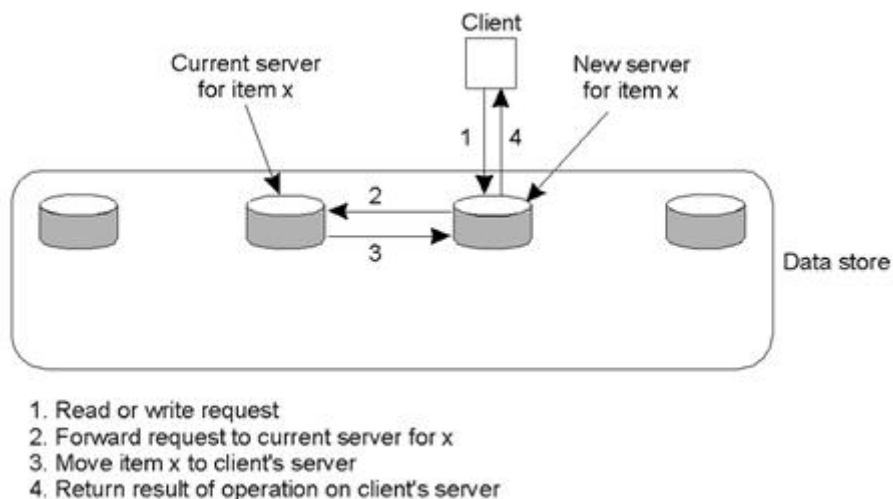 Client
Current server
for item x
New server
for item x
1
4
2
3
Data store
1. Read or write request
2. Forward request to current server for x
3. Move item x to client's server
4. Return result of operation on client's server